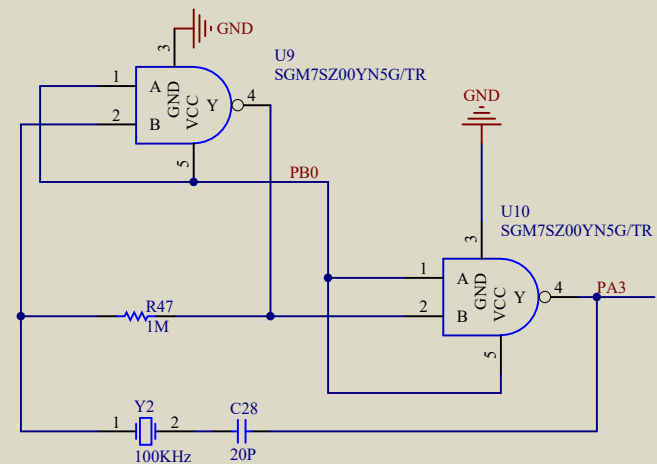 GND
3
U9
SGM7SZ00YN5G/TR
1
A
GND
VCC
Y
4
2
B
5
PB0
GND
U10
SGM7SZ00YN5G/TR
3
1
A
GND
VCC
Y
4
PA3
2
B
5
R47
1M
Y2
1
2
100KHz
C28
20P